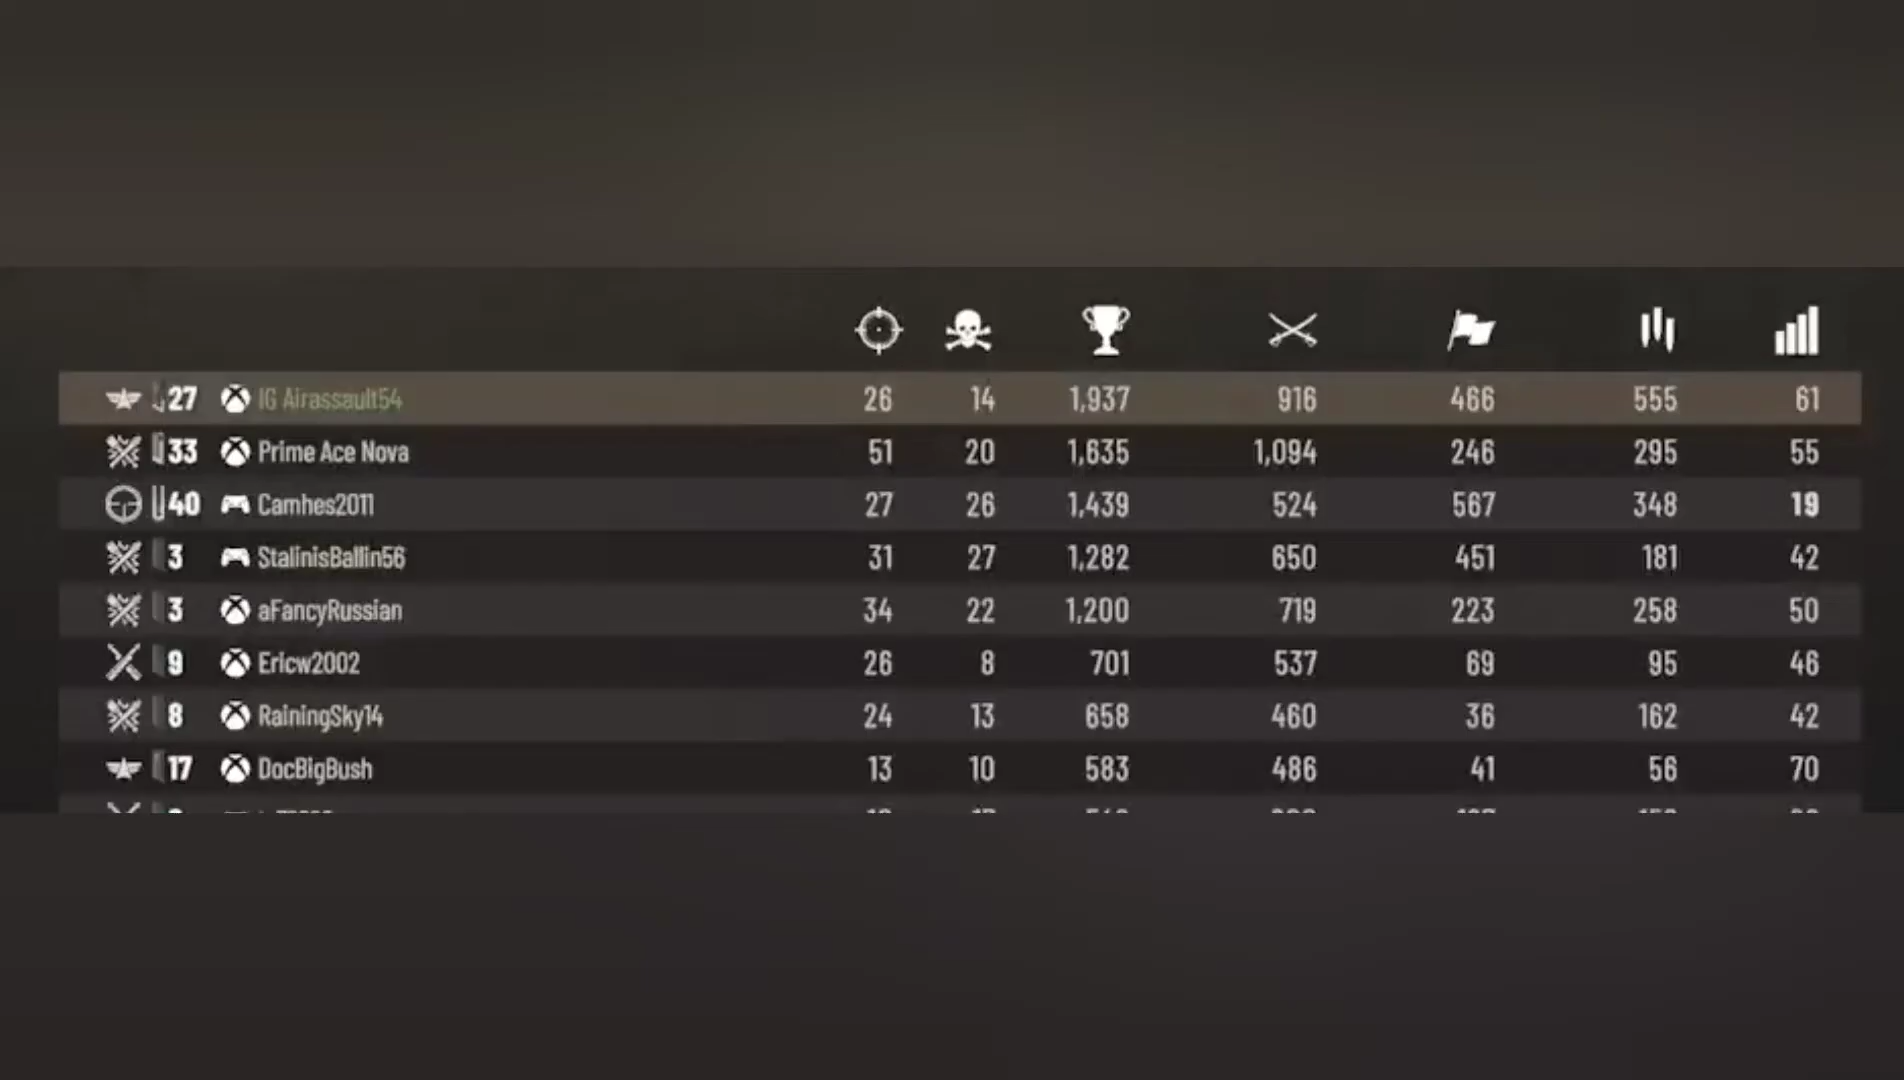 27 IG Airassault54 26 14 1,937 916 466 555 61
33 Prime Ace Nova 51 20 1,635 1,094 246 295 55
40 Camhes2011 27 26 1,439 524 567 348 19
3 StalinisBallin56 31 27 1,282 650 451 181 42
3 aFancyRussian 34 22 1,200 719 223 258 50
9 Ericw2002 26 8 701 537 69 95 46
8 RainingSky14 24 13 658 460 36 162 42
17 DocBigBush 13 10 583 486 41 56 70